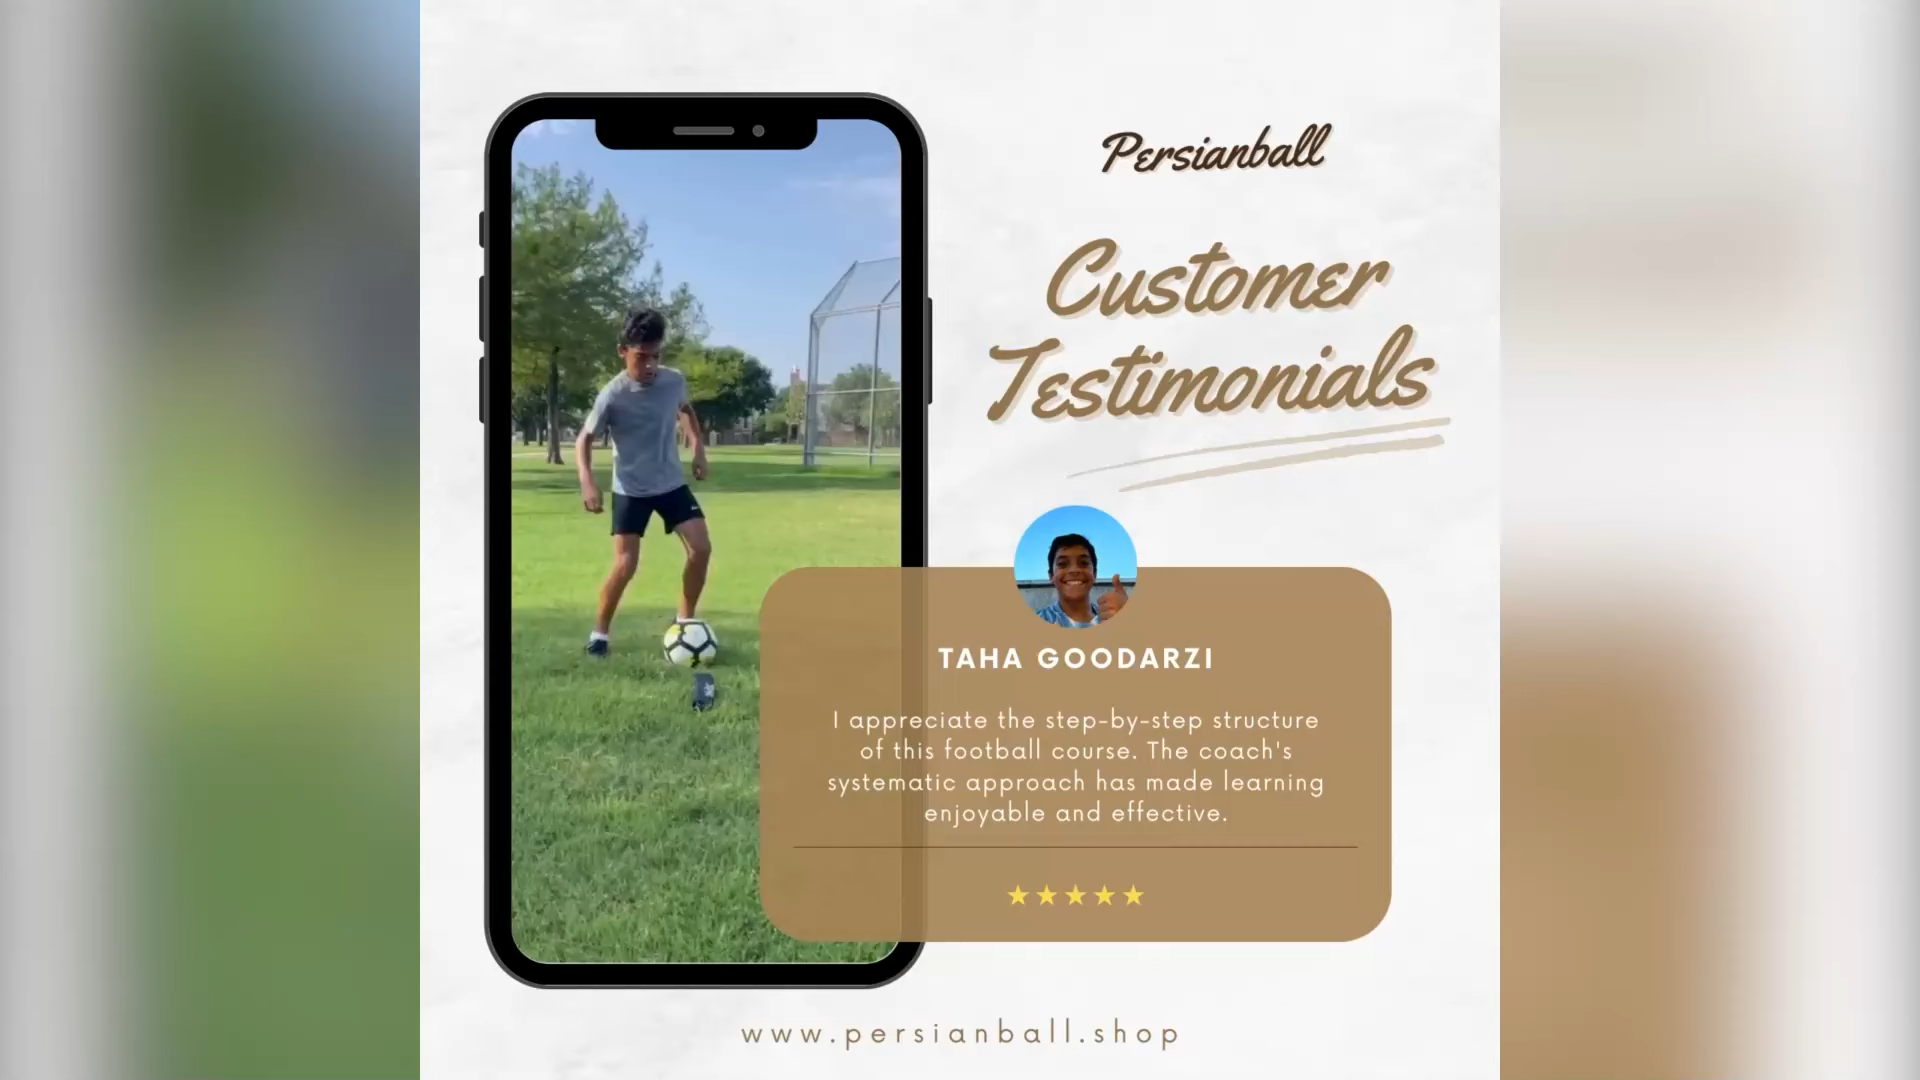 Persianball
Customer
Testimonials
TAHA GOODARZI
I appreciate the step-by-step structure
of this football course. The coach's
systematic approach has made learning
enjoyable and effective.
www.persianball.shop